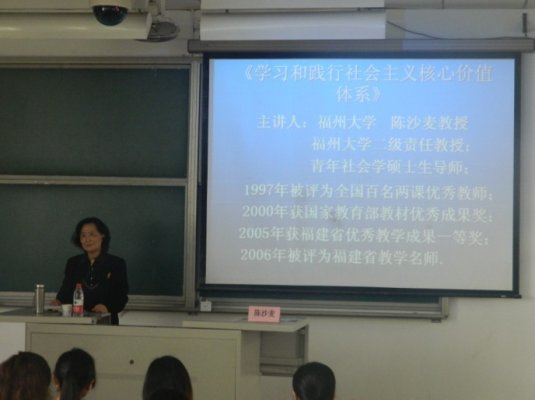 《学习和践行社会主义核心价值
体系》
主讲人：福州大学 陈沙麦教授
福州大学二级责任教授；
青年社会学硕士生导师；
1997年被评为全国百名两课优秀教师；
2000年获国家教育部教材优秀成果奖；
2005年获福建省优秀教学成果一等奖；
2006年被评为福建省教学名师．
陈沙麦